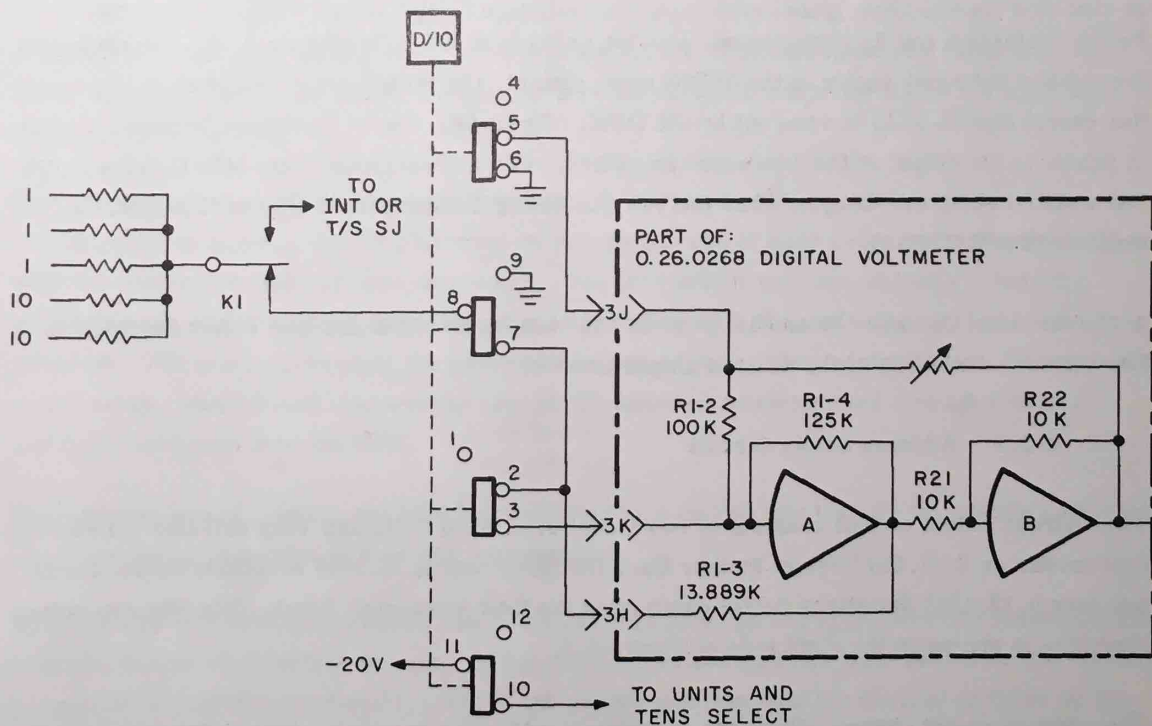 D/10
4
5
6
TO
INT OR
T/S SJ
1
1
1
10
10
K1
9
8
7
PART OF:
0.26.0268 DIGITAL VOLTMETER
3J
R1-2
100K
R1-4
125K
R22
10K
R21
10K
A
B
1
2
3
3K
R1-3
13.889K
3H
12
11
-20V
10
TO UNITS AND
TENS SELECT